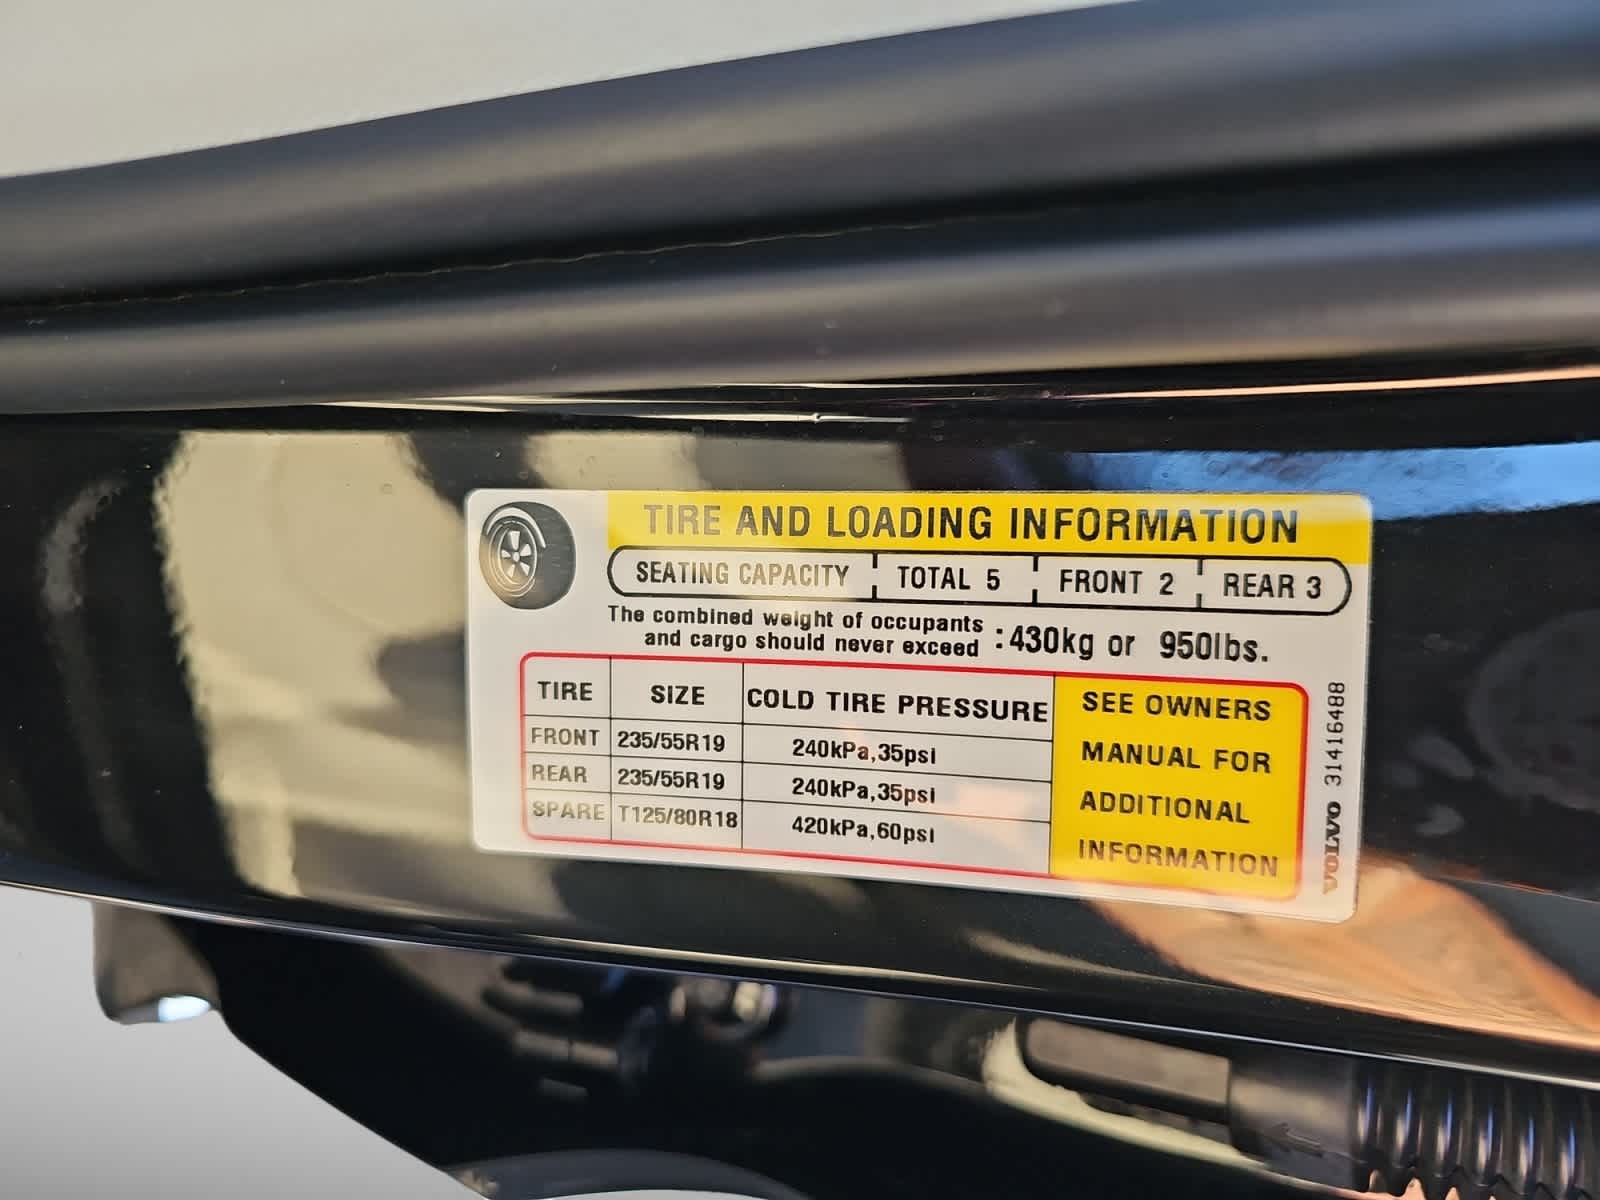 TIRE AND LOADING INFORMATION
SEATING CAPACITY TOTAL 5 FRONT 2 REAR 3
The combined weight of occupants
and cargo should never exceed : 430kg or 950lbs.
TIRE SIZE COLD TIRE PRESSURE
FRONT 235/55R19 240kPa,35psi
REAR 235/55R19 240kPa,35psi
SPARE T125/80R18 420kPa,60psi
SEE OWNERS
MANUAL FOR
ADDITIONAL
INFORMATION
VOLVO 31416488